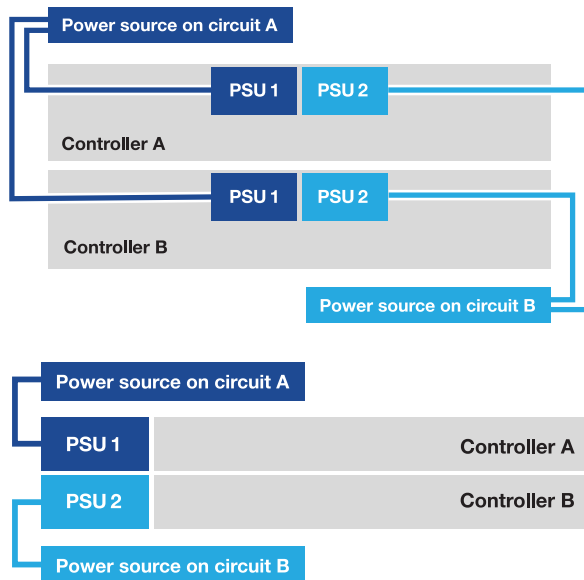 Power source on circuit A
PSU 1 PSU 2
Controller A
PSU 1 PSU 2
Controller B
Power source on circuit B
Power source on circuit A
PSU 1
Controller A
PSU 2
Controller B
Power source on circuit B